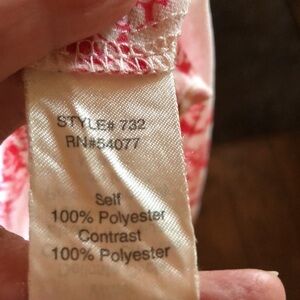 STYLE# 732
RN#54077
Self
100% Polyester
Contrast
100% Polyester